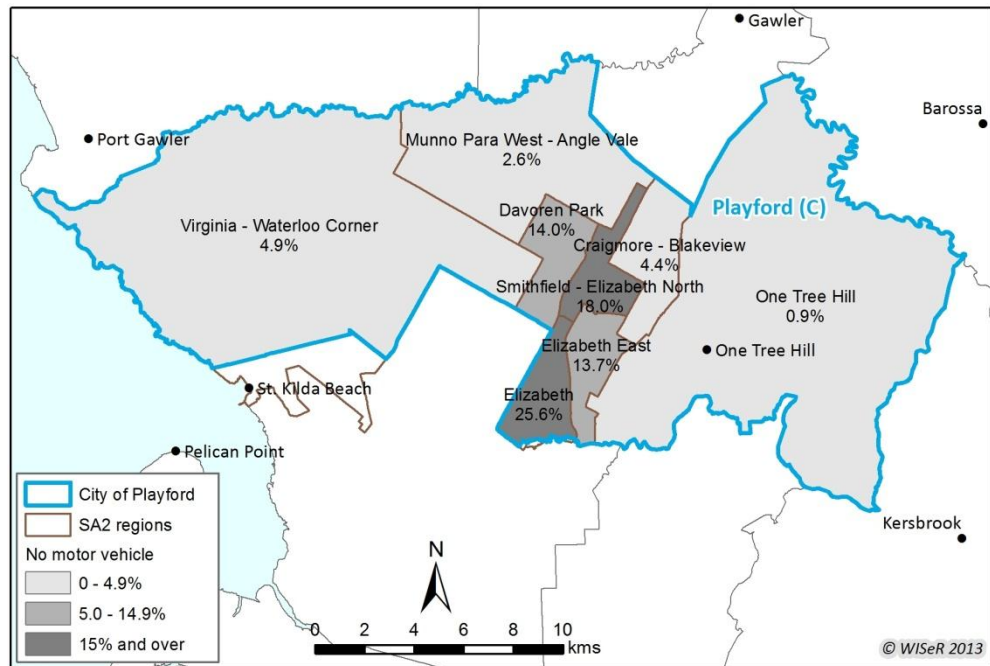 Gawler
Barossa
Port Gawler
Munno Para West - Angle Vale
2.6%
Davoren Park
14.0%
Playford (C)
Virginia - Waterloo Corner
4.9%
Craigmore - Blakeview
4.4%
Smithfield - Elizabeth North
18.0%
One Tree Hill
0.9%
Elizabeth East
13.7%
One Tree Hill
St. Kilda Beach
Elizabeth
25.6%
Pelican Point
Kersbrook
City of Playford
SA2 regions
No motor vehicle
0 - 4.9%
5.0 - 14.9%
15% and over
N
0 2 4 6 8 10
kms
© WISeR 2013